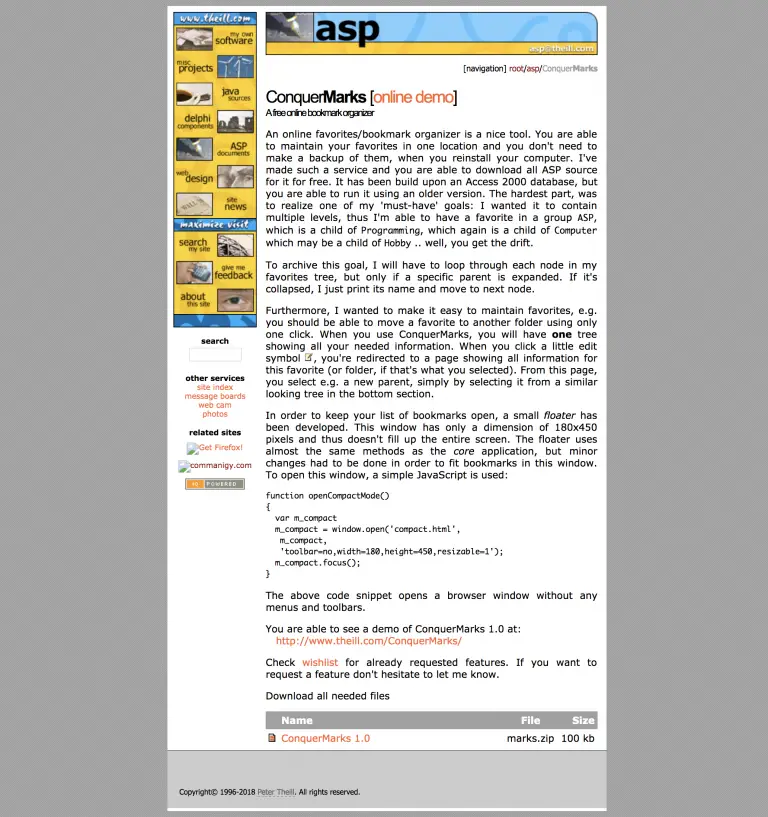 www.theill.com
my own
software
misc
projects
java
sources
delphi
components
ASP
documents
web
design
site
news
maximize visit
search
my site
give me
feedback
about
this site
search
other services
site index
message boards
web cam
photos
related sites
Get Firefox!
commanigy.com
POWERED
asp
asp@theill.com
[navigation] root/asp/ConquerMarks
ConquerMarks [online demo]
A free online bookmark organizer
An online favorites/bookmark organizer is a nice tool. You are able
to maintain your favorites in one location and you don't need to
make a backup of them, when you reinstall your computer. I've
made such a service and you are able to download all ASP source
for it for free. It has been build upon an Access 2000 database, but
you are able to run it using an older version. The hardest part, was
to realize one of my 'must-have' goals: I wanted it to contain
multiple levels, thus I'm able to have a favorite in a group ASP,
which is a child of Programming, which again is a child of Computer
which may be a child of Hobby .. well, you get the drift.
To archive this goal, I will have to loop through each node in my
favorites tree, but only if a specific parent is expanded. If it's
collapsed, I just print its name and move to next node.
Furthermore, I wanted to make it easy to maintain favorites, e.g.
you should be able to move a favorite to another folder using only
one click. When you use ConquerMarks, you will have one tree
showing all your needed information. When you click a little edit
symbol , you're redirected to a page showing all information for
this favorite (or folder, if that's what you selected). From this page,
you select e.g. a new parent, simply by selecting it from a similar
looking tree in the bottom section.
In order to keep your list of bookmarks open, a small floater has
been developed. This window has only a dimension of 180x450
pixels and thus doesn't fill up the entire screen. The floater uses
almost the same methods as the core application, but minor
changes had to be done in order to fit bookmarks in this window.
To open this window, a simple JavaScript is used:
function openCompactMode()
{
var m_compact
m_compact = window.open('compact.html',
m_compact,
'toolbar=no,width=180,height=450,resizable=1');
m_compact.focus();
}
The above code snippet opens a browser window without any
menus and toolbars.
You are able to see a demo of ConquerMarks 1.0 at:
http://www.theill.com/ConquerMarks/
Check wishlist for already requested features. If you want to
request a feature don't hesitate to let me know.
Download all needed files
Name File Size
ConquerMarks 1.0 marks.zip 100 kb
Copyright© 1996-2018 Peter Theill. All rights reserved.